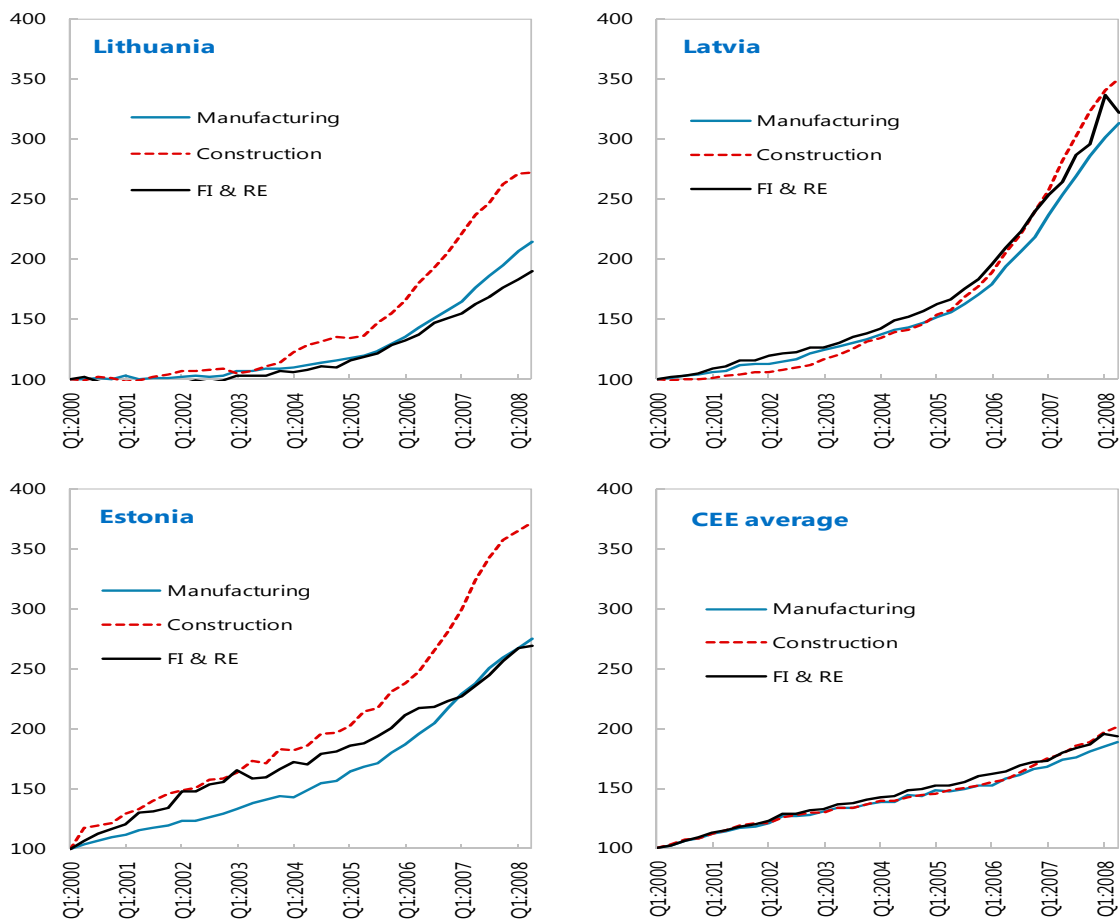 Lithuania
400
350
300
250
200
150
100
Manufacturing
Construction
FI & RE
Q1:2000
Q1:2001
Q1:2002
Q1:2003
Q1:2004
Q1:2005
Q1:2006
Q1:2007
Q1:2008
Latvia
400
350
300
250
200
150
100
Manufacturing
Construction
FI & RE
Q1:2000
Q1:2001
Q1:2002
Q1:2003
Q1:2004
Q1:2005
Q1:2006
Q1:2007
Q1:2008
Estonia
400
350
300
250
200
150
100
Manufacturing
Construction
FI & RE
Q1:2000
Q1:2001
Q1:2002
Q1:2003
Q1:2004
Q1:2005
Q1:2006
Q1:2007
Q1:2008
CEE average
400
350
300
250
200
150
100
Manufacturing
Construction
FI & RE
Q1:2000
Q1:2001
Q1:2002
Q1:2003
Q1:2004
Q1:2005
Q1:2006
Q1:2007
Q1:2008